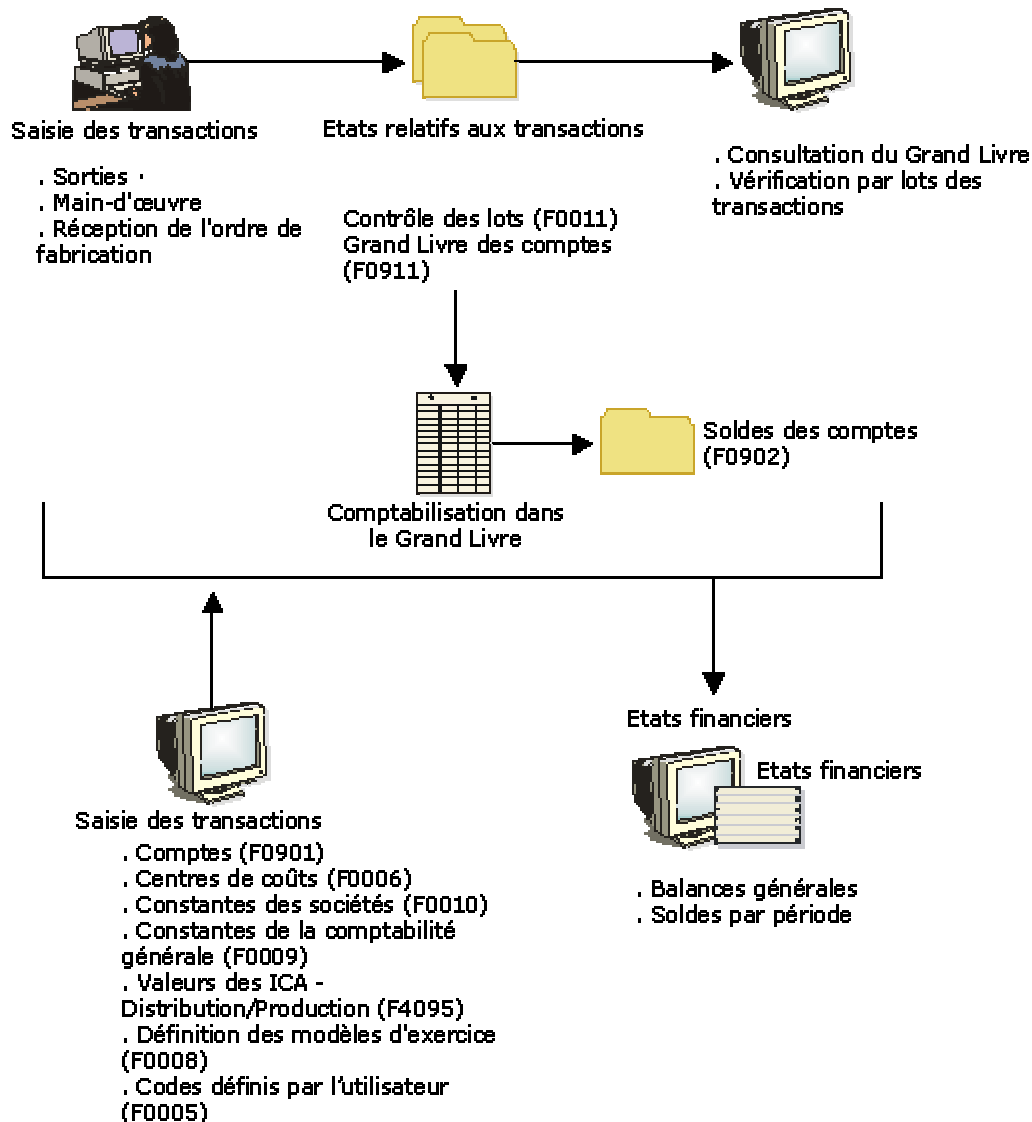 Saisie des transactions
. Sorties ·
. Main-d'œuvre
. Réception de l'ordre de
fabrication
Etats relatifs aux transactions
Contrôle des lots (F0011)
Grand Livre des comptes
(F0911)
. Consultation du Grand Livre
. Vérification par lots des
transactions
Soldes des comptes
(F0902)
Comptabilisation dans
le Grand Livre
Saisie des transactions
. Comptes (F0901)
. Centres de coûts (F0006)
. Constantes des sociétés (F0010)
. Constantes de la comptabilité
générale (F0009)
. Valeurs des ICA -
Distribution/Production (F4095)
. Définition des modèles d'exercice
(F0008)
. Codes définis par l'utilisateur
(F0005)
Etats financiers
Etats financiers
. Balances générales
. Soldes par période